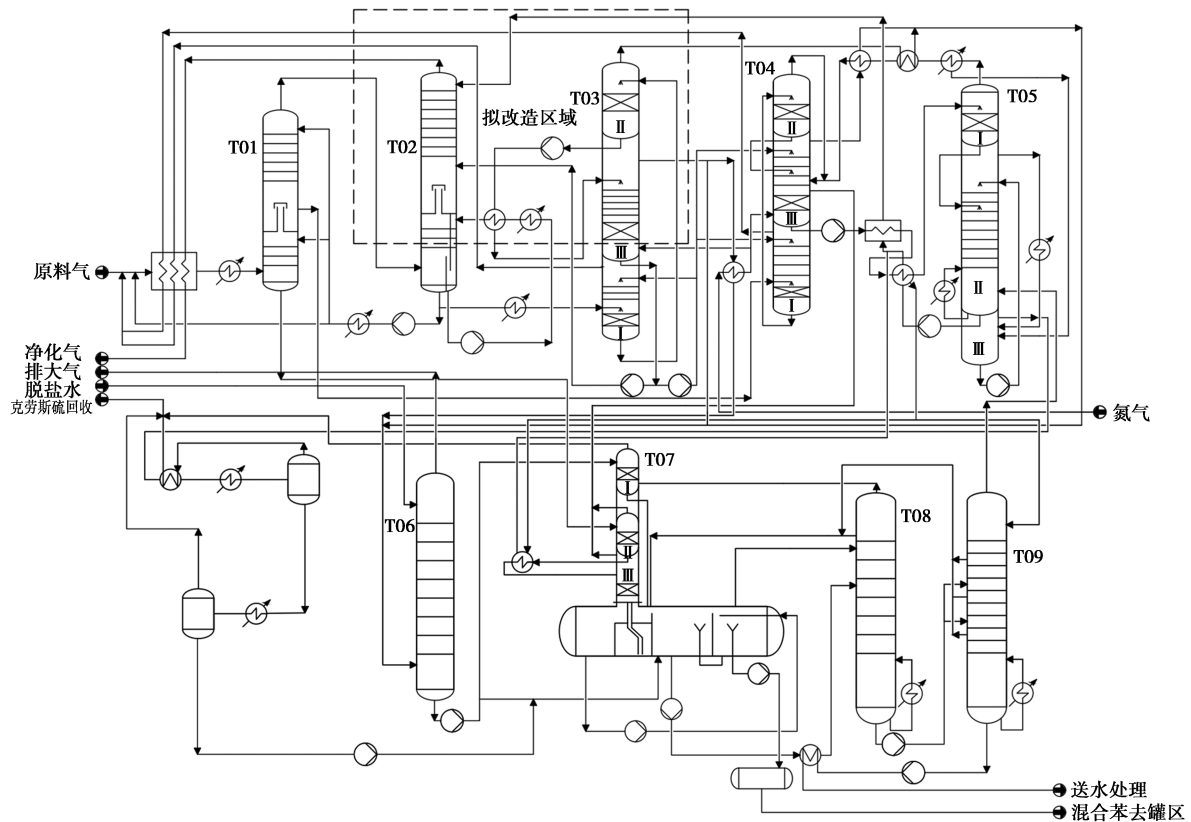 T01
T02
T03
T04
T05
拟改造区域
Ⅱ
Ⅲ
Ⅰ
Ⅱ
Ⅲ
Ⅰ
Ⅰ
Ⅱ
Ⅲ
原料气
净化气
排大气
脱盐水
克劳斯硫回收
氮气
T06
T07
Ⅰ
Ⅱ
Ⅲ
T08
T09
送水处理
混合苯去罐区